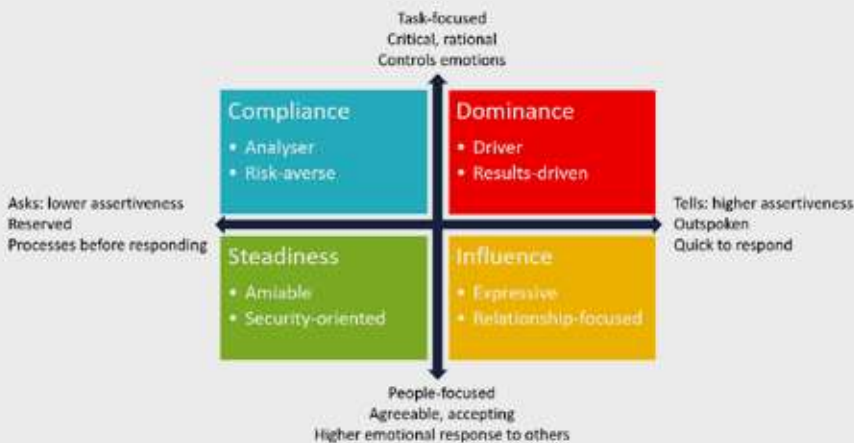 Task-focused
Critical, rational
Controls emotions
Compliance
• Analyser
• Risk-averse
Dominance
• Driver
• Results-driven
Asks: lower assertiveness
Reserved
Processes before responding
Tells: higher assertiveness
Outspoken
Quick to respond
Steadiness
• Amiable
• Security-oriented
Influence
• Expressive
• Relationship-focused
People-focused
Agreeable, accepting
Higher emotional response to others